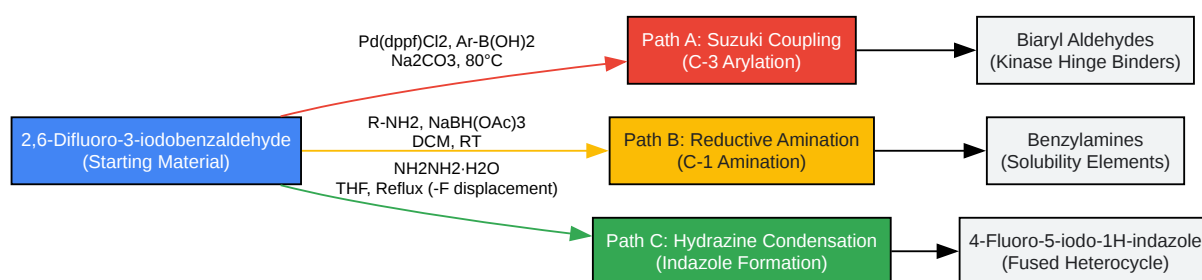 2,6-Difluoro-3-iodobenzaldehyde
(Starting Material)
Pd(dppf)Cl2, Ar-B(OH)2
Na2CO3, 80°C
Path A: Suzuki Coupling
(C-3 Arylation)
Biaryl Aldehydes
(Kinase Hinge Binders)
R-NH2, NaBH(OAc)3
DCM, RT
Path B: Reductive Amination
(C-1 Amination)
Benzylamines
(Solubility Elements)
NH2NH2·H2O
THF, Reflux (-F displacement)
Path C: Hydrazine Condensation
(Indazole Formation)
4-Fluoro-5-iodo-1H-indazole
(Fused Heterocycle)